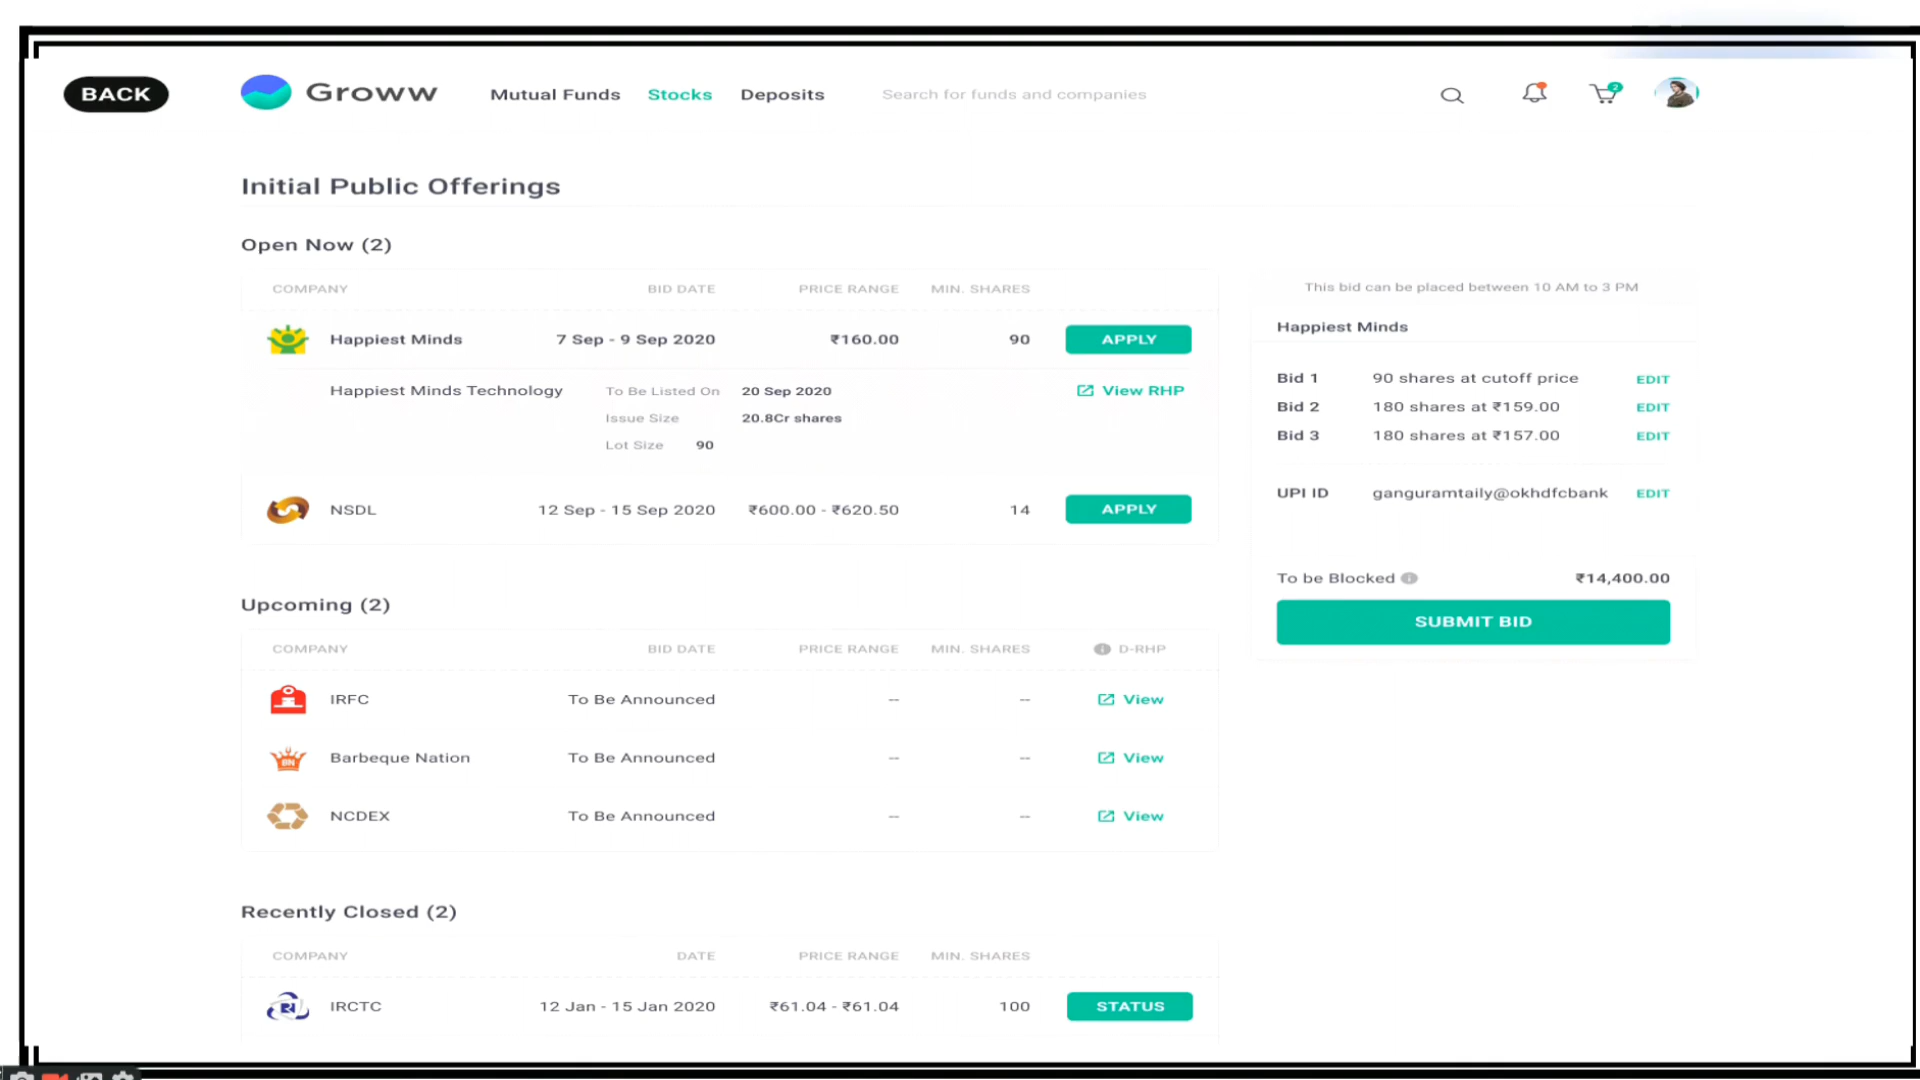 BACK
Groww
Mutual Funds Stocks Deposits Search for funds and companies
2
Initial Public Offerings
Open Now (2)
COMPANY BID DATE PRICE RANGE MIN. SHARES
Happiest Minds 7 Sep - 9 Sep 2020 ₹160.00 90 APPLY
Happiest Minds Technology To Be Listed On 20 Sep 2020 View RHP
Issue Size 20.8Cr shares
Lot Size 90
NSDL 12 Sep - 15 Sep 2020 ₹600.00 - ₹620.50 14 APPLY
This bid can be placed between 10 AM to 3 PM
Happiest Minds
Bid 1 90 shares at cutoff price EDIT
Bid 2 180 shares at ₹159.00 EDIT
Bid 3 180 shares at ₹157.00 EDIT
UPI ID ganguramtaily@okhdfcbank EDIT
To be Blocked ₹14,400.00
SUBMIT BID
Upcoming (2)
COMPANY BID DATE PRICE RANGE MIN. SHARES D-RHP
IRFC To Be Announced -- -- View
BN
Barbeque Nation To Be Announced -- -- View
NCDEX To Be Announced -- -- View
Recently Closed (2)
COMPANY DATE PRICE RANGE MIN. SHARES
IRCTC 12 Jan - 15 Jan 2020 ₹61.04 - ₹61.04 100 STATUS